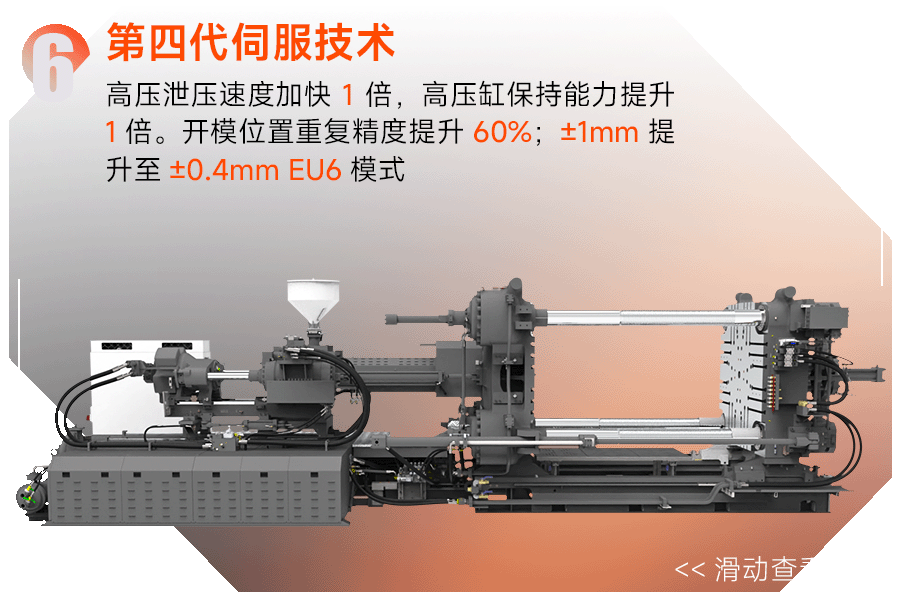 6
第四代伺服技术
高压泄压速度加快 1 倍，高压缸保持能力提升
1 倍。开模位置重复精度提升 60%；±1mm 提
升至 ±0.4mm EU6 模式
<< 滑动查